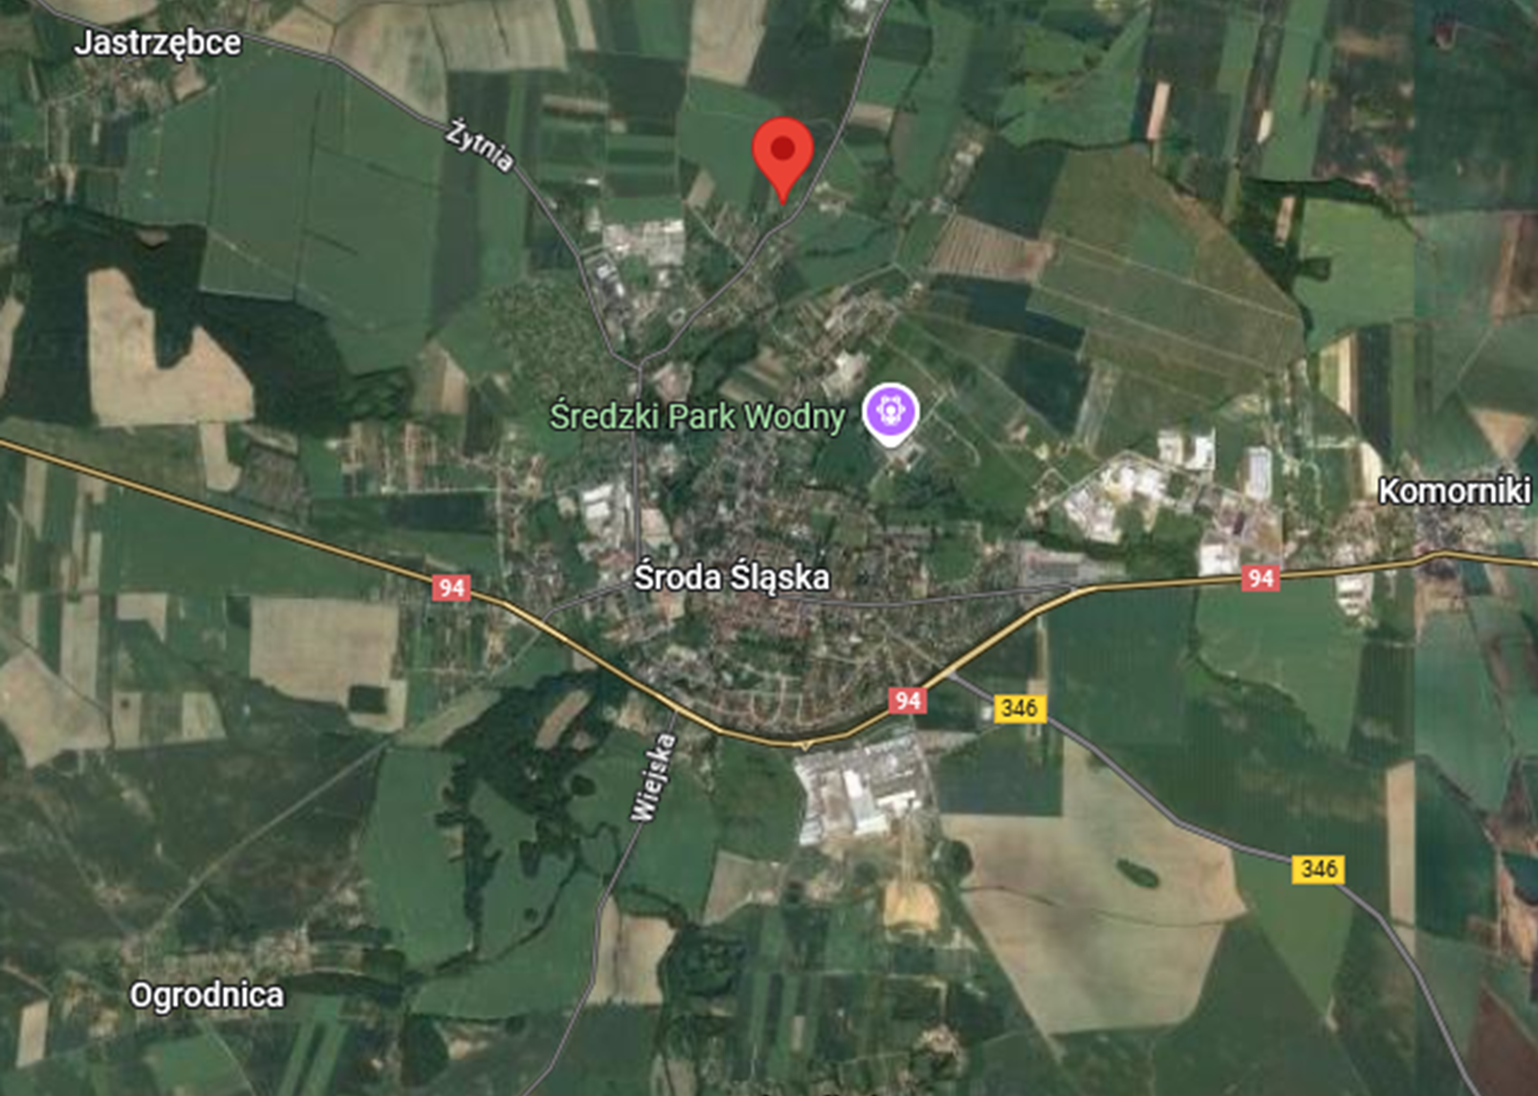 Jastrzębce
Żytnia
Średzki Park Wodny
Komorniki
94
Środa Śląska
94
94
346
Wiejska
346
Ogrodnica